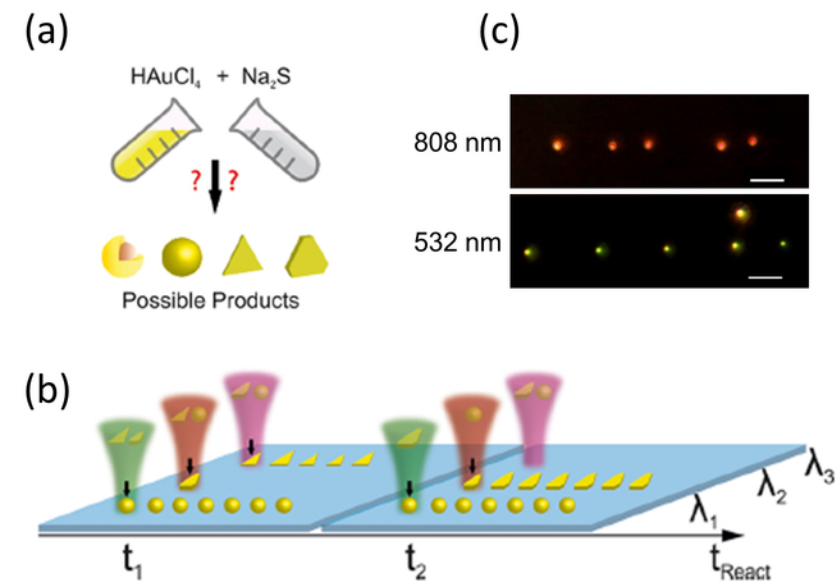 (a)
HAuCl₄ + Na₂S
? ?
Possible Products
(c)
808 nm
532 nm
(b)
λ₁
λ₂
λ₃
t₁
t₂
tReact